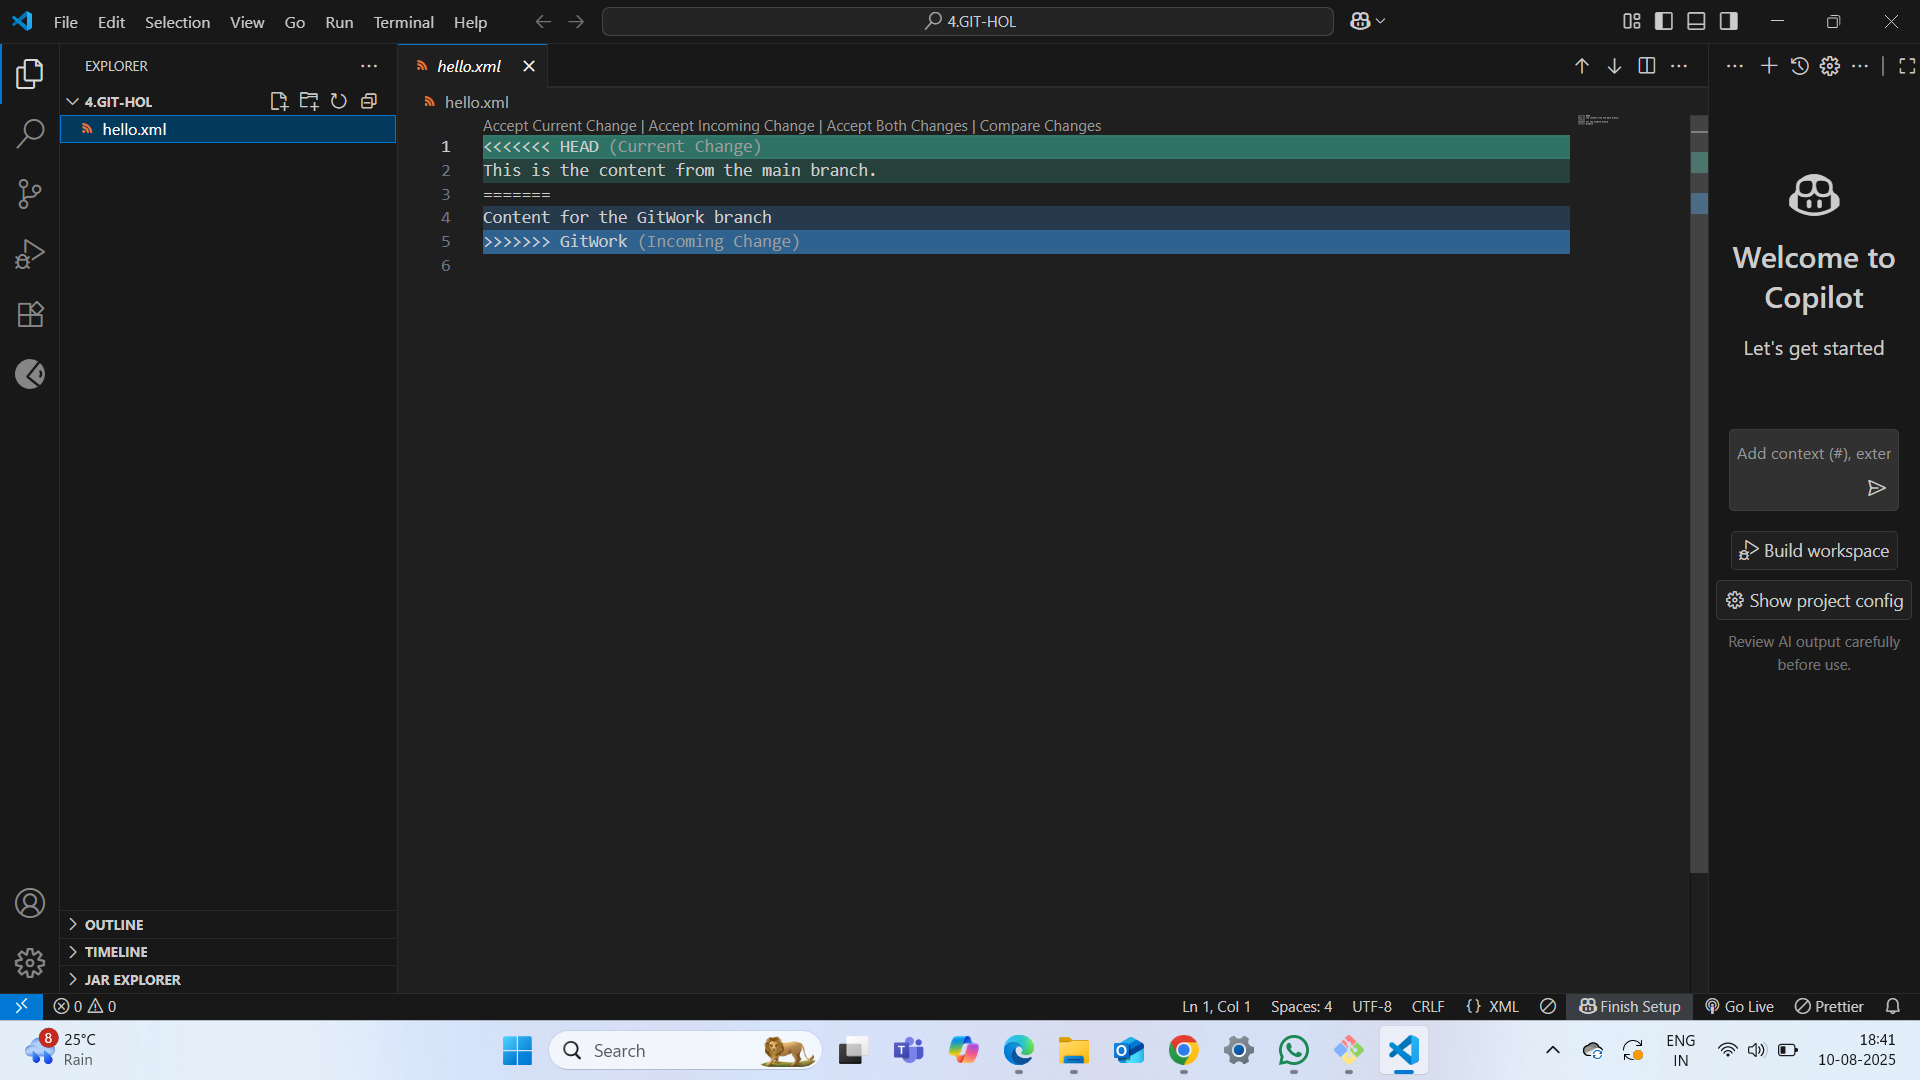 File Edit Selection View Go Run Terminal Help
4.GIT-HOL
EXPLORER
4.GIT-HOL
hello.xml
OUTLINE
TIMELINE
JAR EXPLORER
hello.xml
hello.xml
Accept Current Change | Accept Incoming Change | Accept Both Changes | Compare Changes
1 <<<<<<< HEAD (Current Change)
2 This is the content from the main branch.
3 =======
4 Content for the GitWork branch
5 >>>>>>> GitWork (Incoming Change)
6
Welcome to
Copilot
Let's get started
Add context (#), exter
Build workspace
Show project config
Review AI output carefully
before use.
0 0
Ln 1, Col 1 Spaces: 4 UTF-8 CRLF {} XML Finish Setup Go Live Prettier
8
25°C
Rain
Search
ENG
IN
18:41
10-08-2025